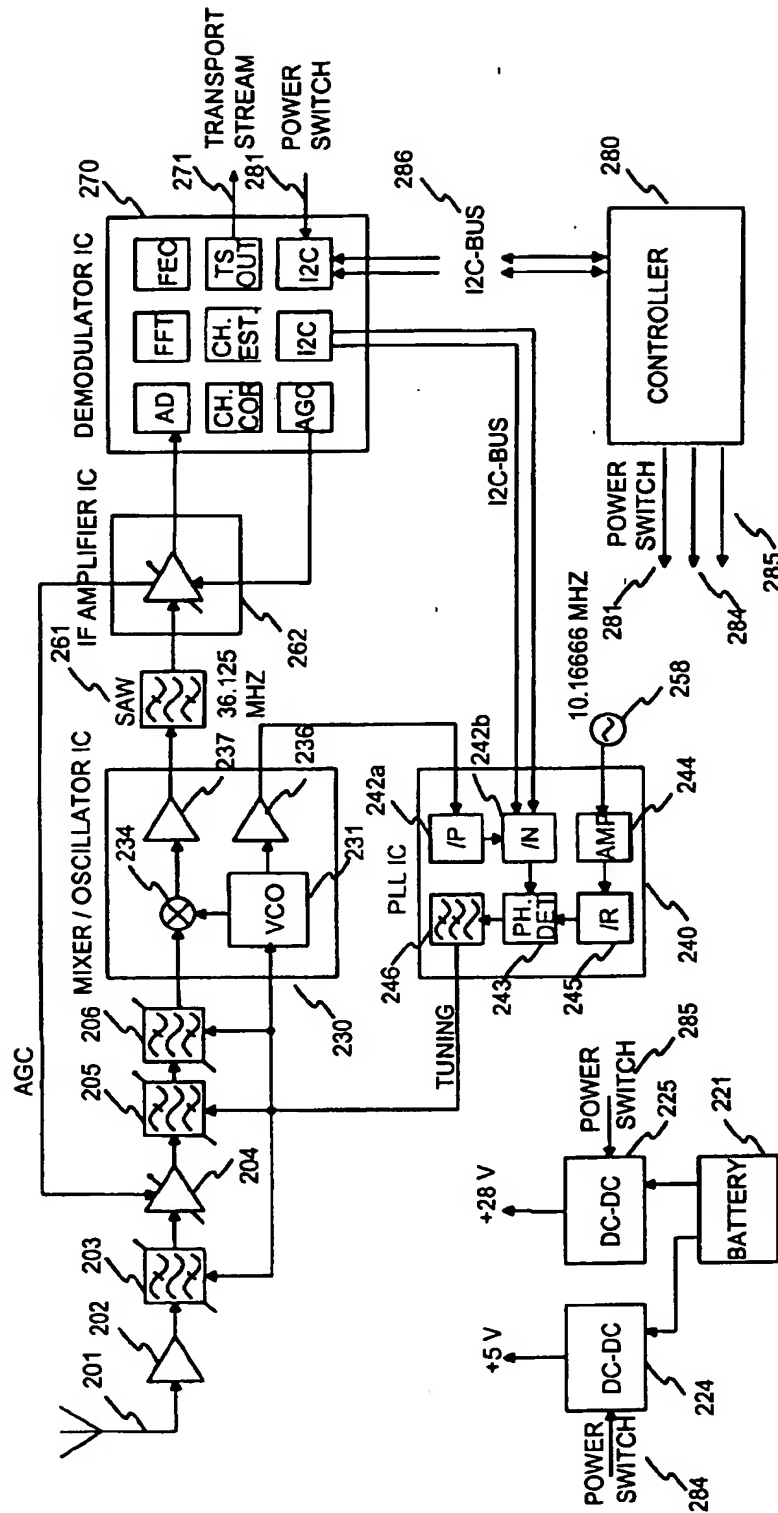 201
202
203
204
205
206
AGC
MIXER / OSCILLATOR IC
234
237
VCO
231
236
230
261
SAW
36.125
MHZ
IF AMPLIFIER IC
262
DEMODULATOR IC
270
AD
FFT
FEC
CH.
COR
CH.
EST.
TS
OUT
AGC
I2C
I2C
271
TRANSPORT
STREAM
281
POWER
SWITCH
286
I2C-BUS
I2C-BUS
TUNING
PLL IC
242a
242b
/P
/N
246
PH.
DET
AMP
/R
243
245
244
240
10.16666 MHZ
258
POWER
SWITCH
281
284
285
CONTROLLER
280
+5 V
+28 V
DC-DC
224
DC-DC
225
POWER
SWITCH
284
POWER
SWITCH
285
BATTERY
221